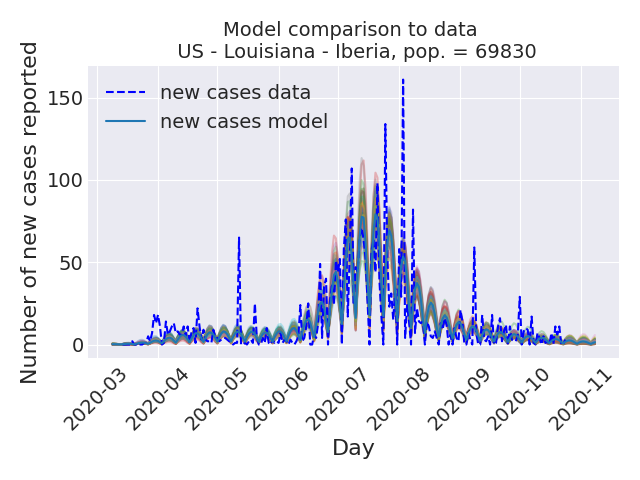 Model comparison to data
US - Louisiana - Iberia, pop. = 69830
Number of new cases reported
150
100
50
0
new cases data
new cases model
2020-03
2020-04
2020-05
2020-06
2020-07
2020-08
2020-09
2020-10
2020-11
Day